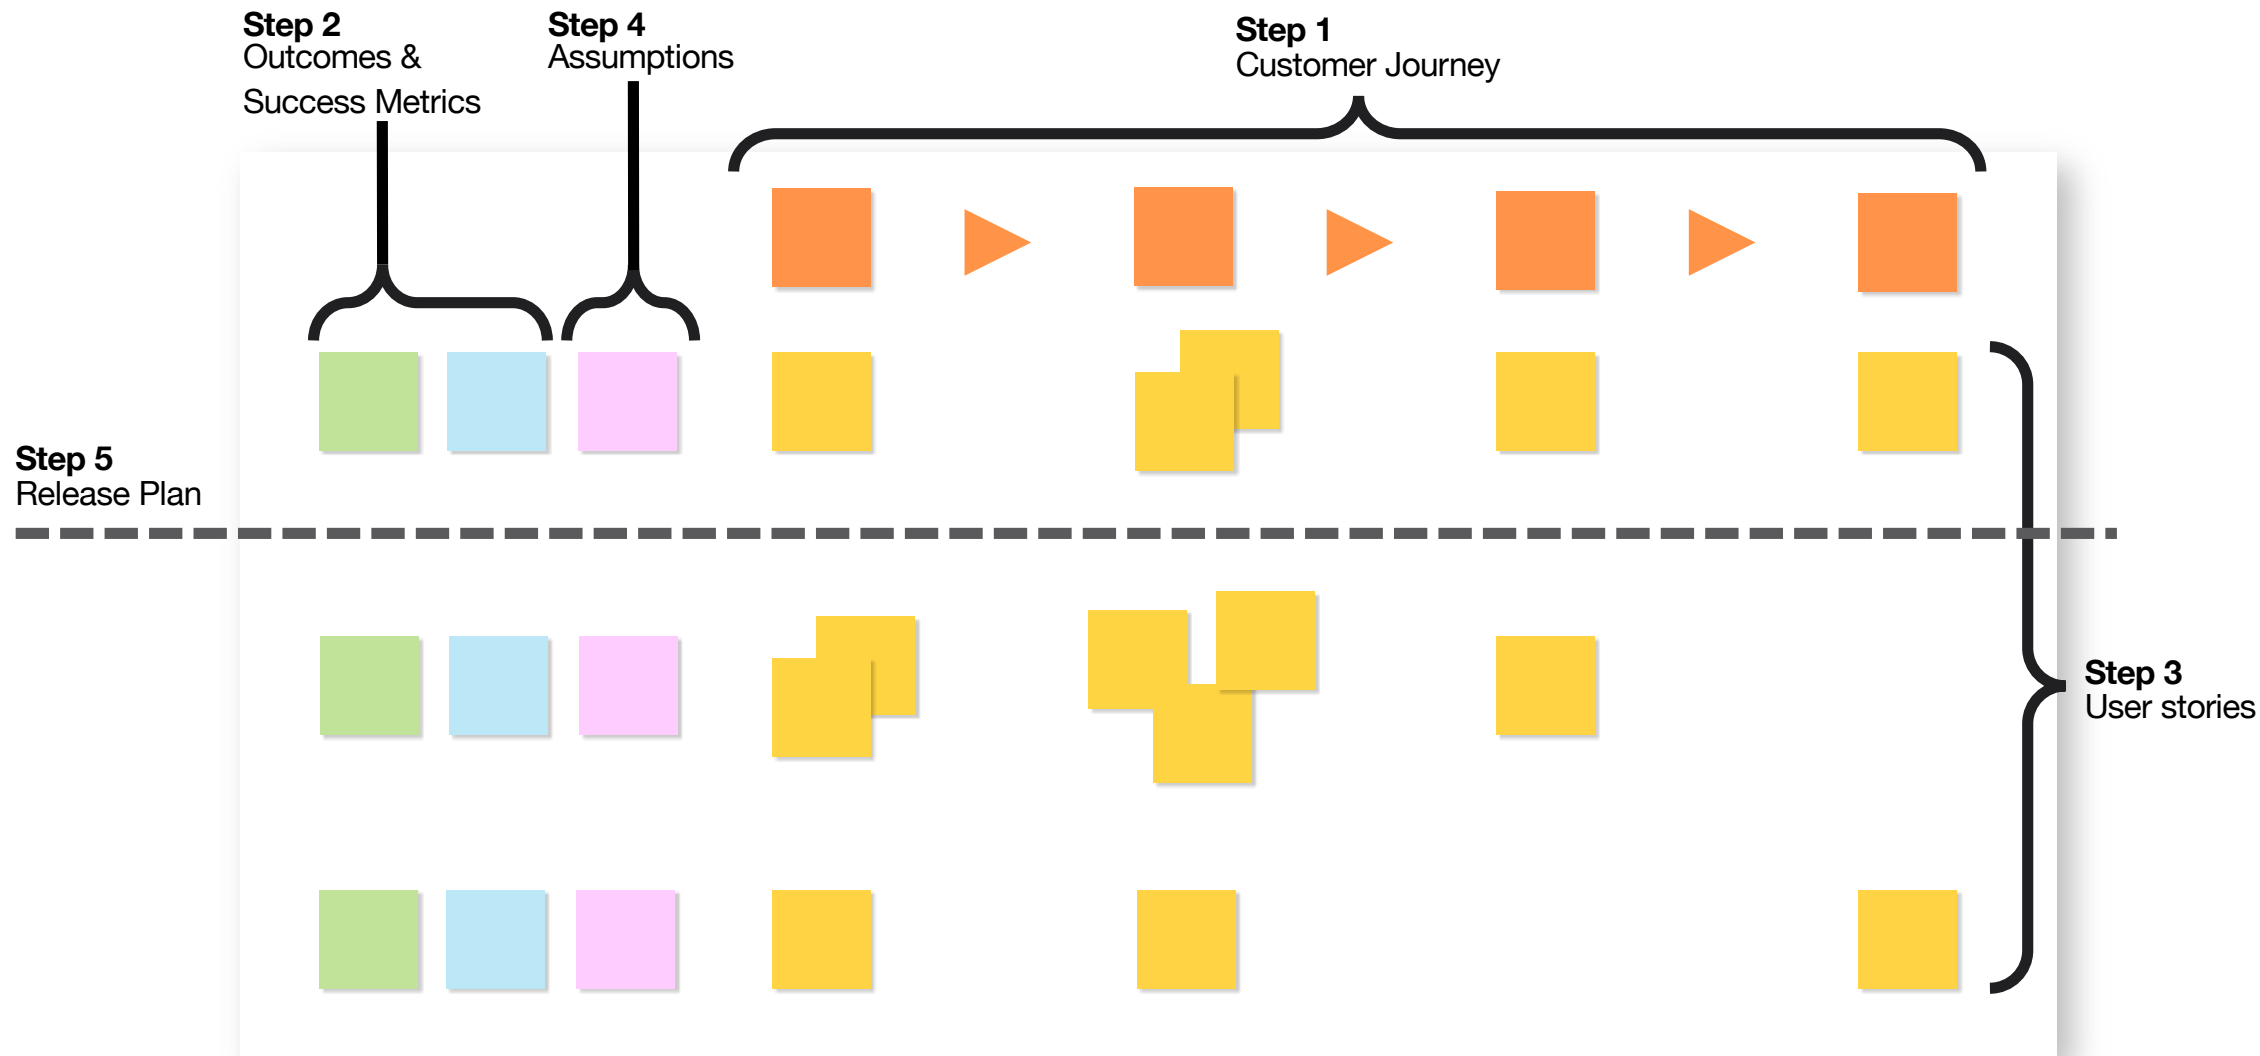 Step 2
Outcomes &
Success Metrics
Step 4
Assumptions
Step 1
Customer Journey
Step 5
Release Plan
Step 3
User stories